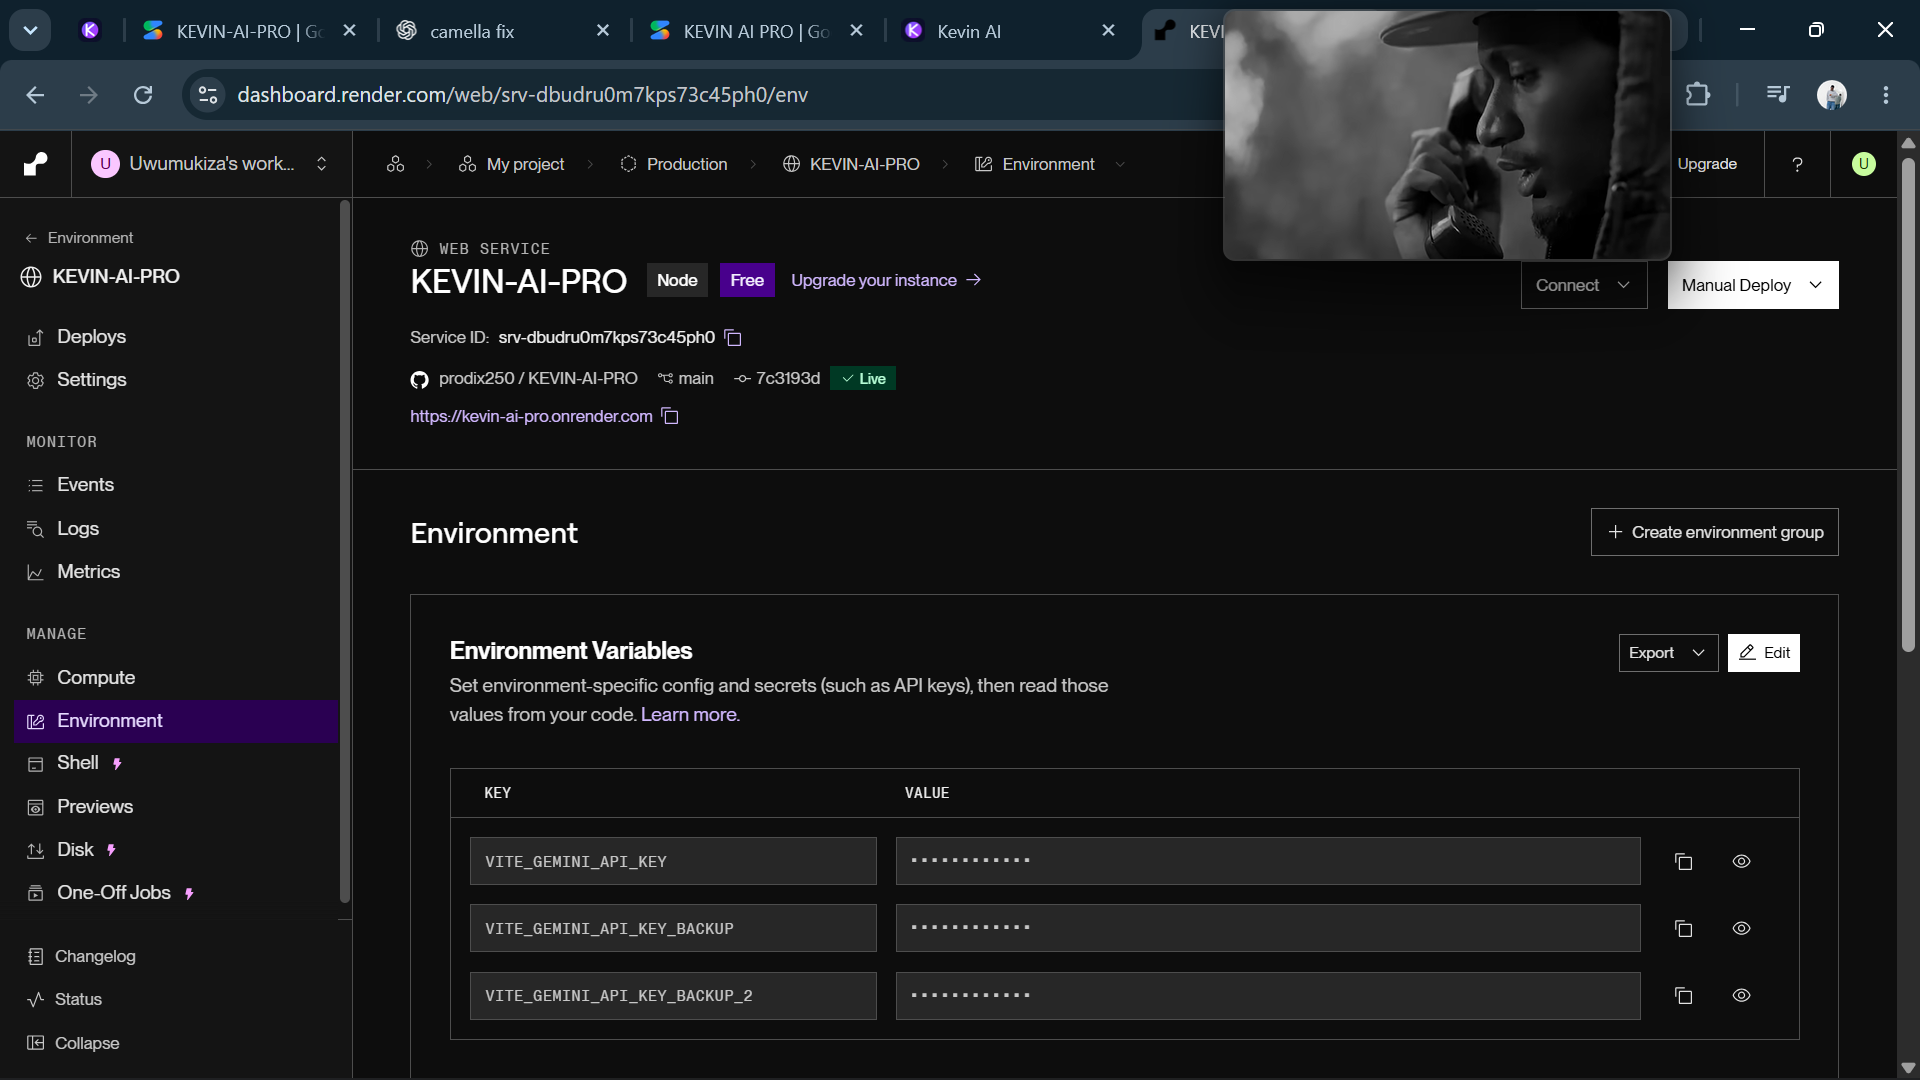 KEVIN-AI-PRO | Go
camella fix
KEVIN AI PRO | Go
Kevin AI
KEVI
dashboard.render.com/web/srv-dbudru0m7kps73c45ph0/env
U Uwumukiza's work...
My project
Production
KEVIN-AI-PRO
Environment
Upgrade
?
U
Environment
KEVIN-AI-PRO
Deploys
Settings
MONITOR
Events
Logs
Metrics
MANAGE
Compute
Environment
Shell
Previews
Disk
One-Off Jobs
Changelog
Status
Collapse
WEB SERVICE
KEVIN-AI-PRO Node Free Upgrade your instance
Connect
Manual Deploy
Service ID: srv-dbudru0m7kps73c45ph0
prodix250 / KEVIN-AI-PRO main 7c3193d Live
https://kevin-ai-pro.onrender.com
Environment
Create environment group
Environment Variables
Export
Edit
Set environment-specific config and secrets (such as API keys), then read those
values from your code. Learn more.
KEY VALUE
VITE_GEMINI_API_KEY ••••••••••••
VITE_GEMINI_API_KEY_BACKUP ••••••••••••
VITE_GEMINI_API_KEY_BACKUP_2 ••••••••••••